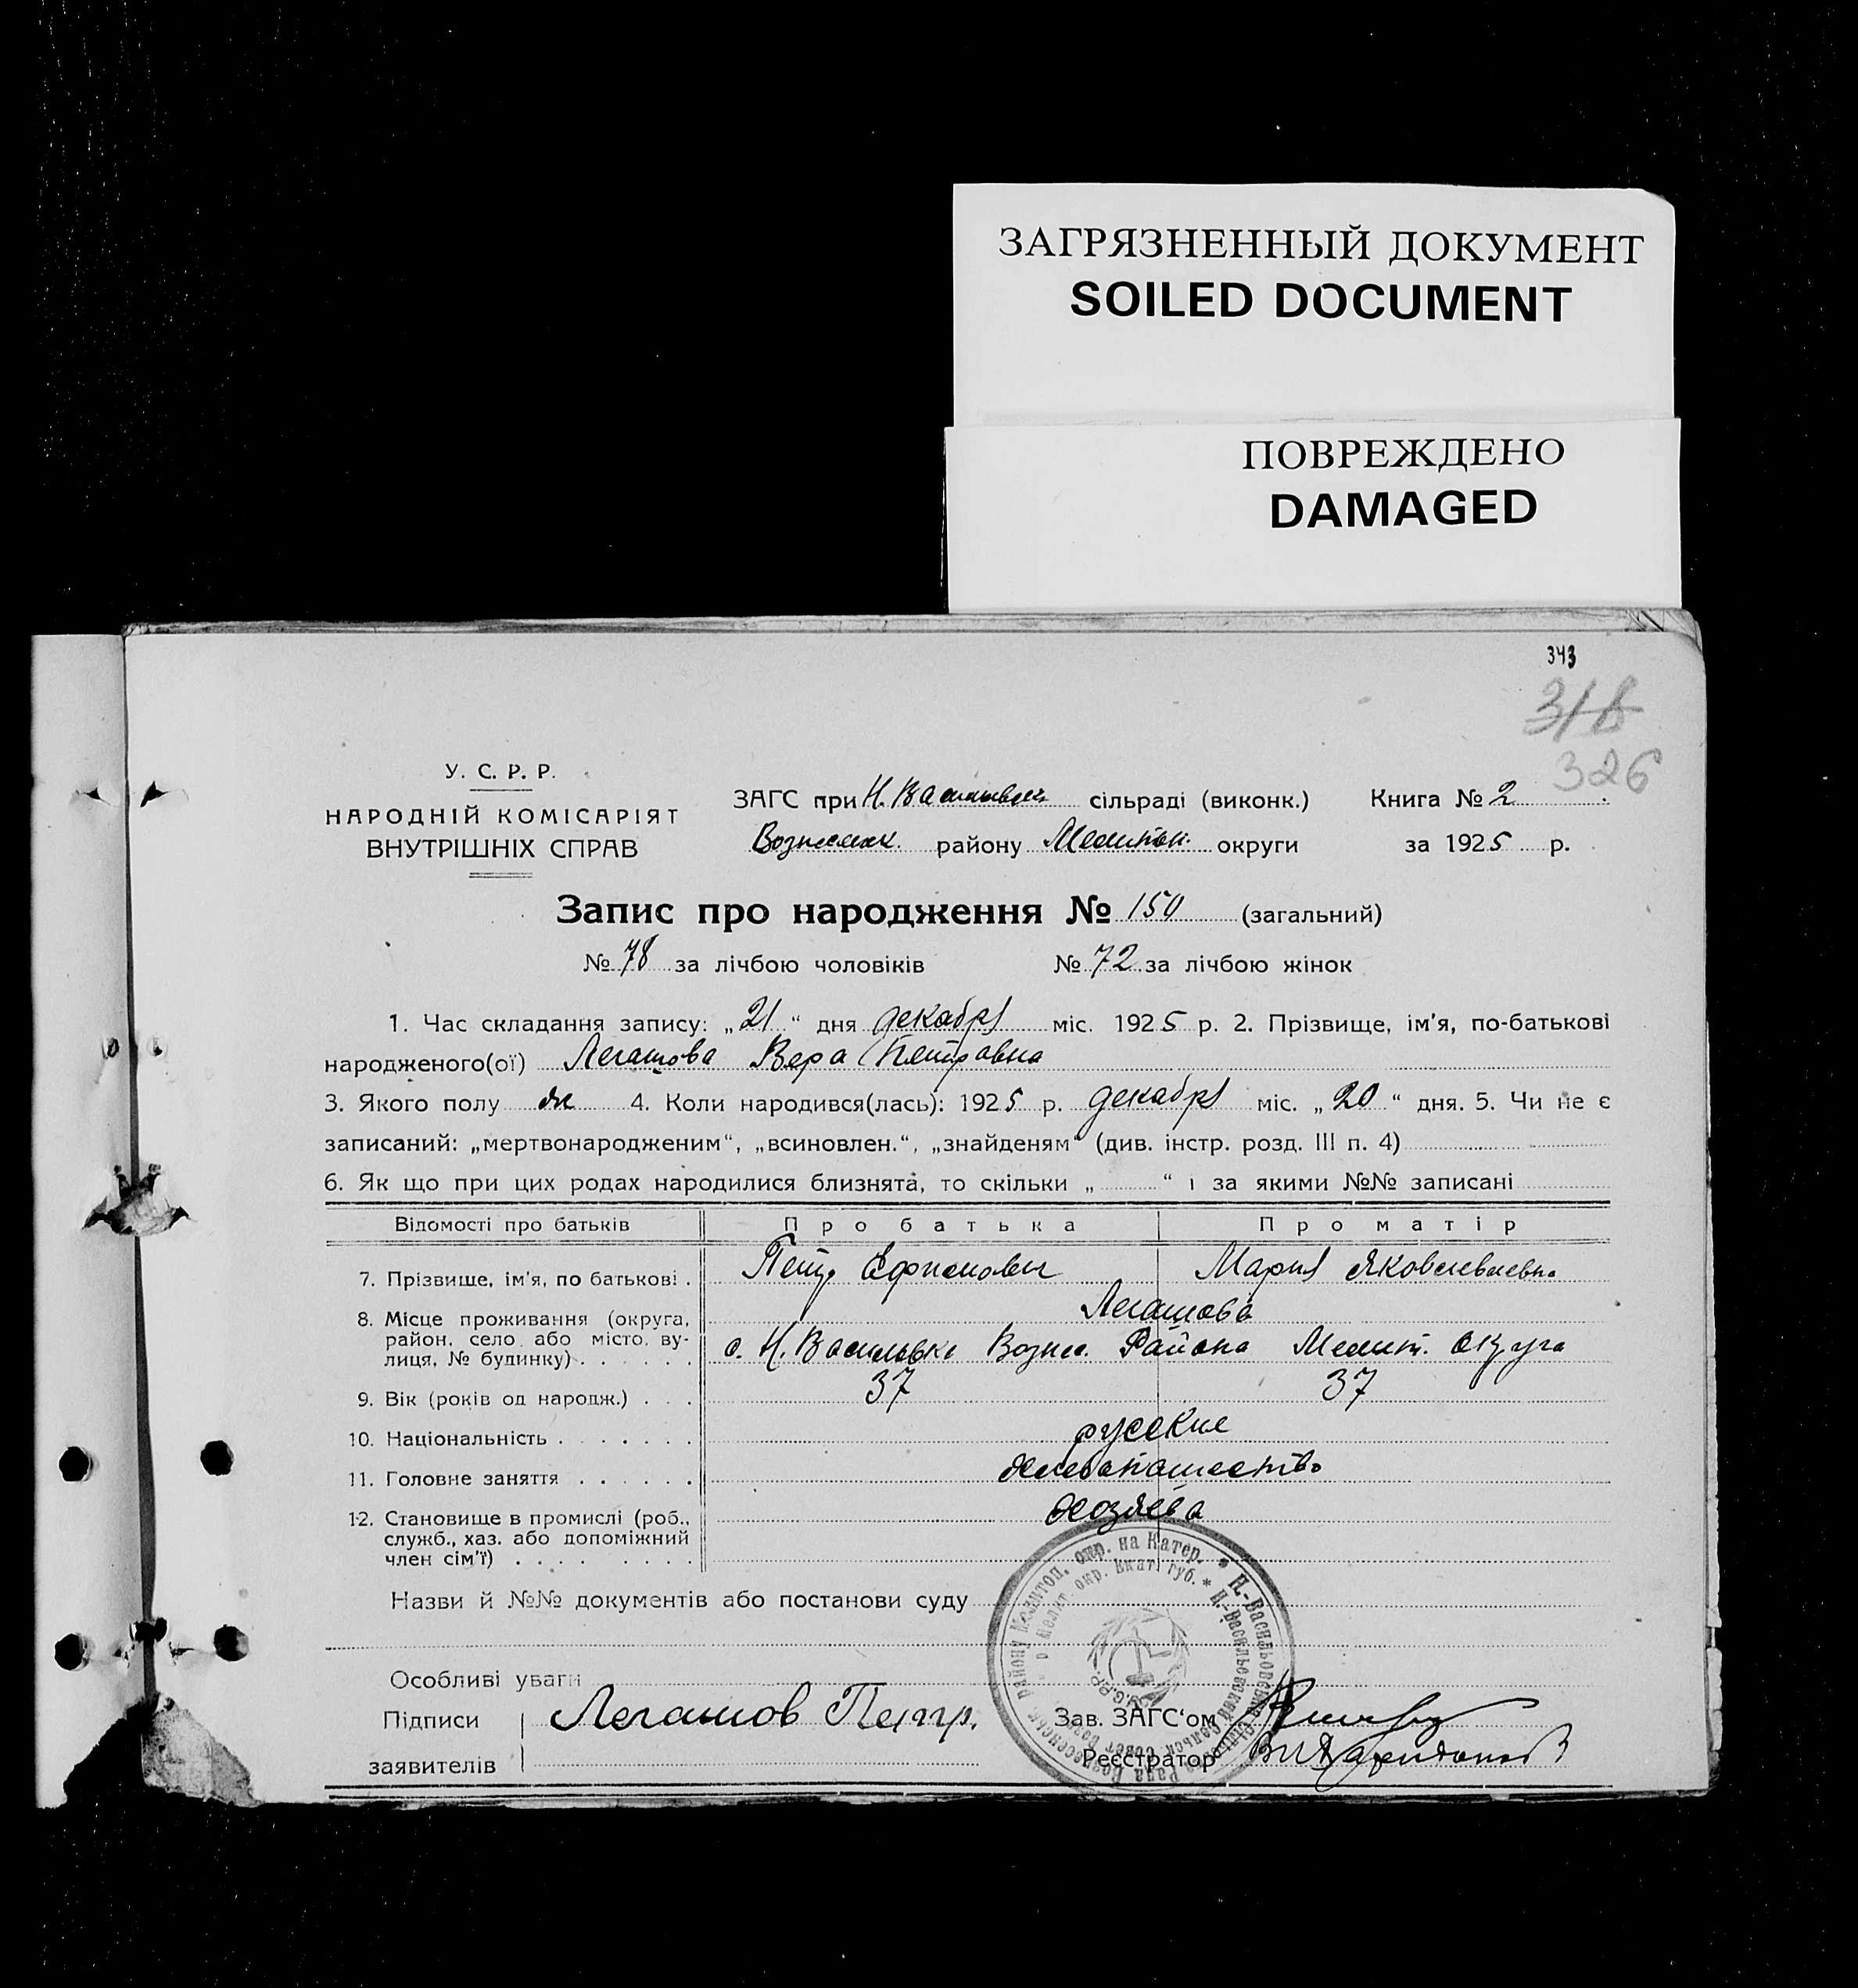 ЗАГРЯЗНЕННЫЙ ДОКУМЕНТ
SOILED DOCUMENT
ПОВРЕЖДЕНО
DAMAGED
343
318
326
У. С. Р. Р.
НАРОДНІЙ КОМІСАРІЯТ
ВНУТРІШНІХ СПРАВ
ЗАГС при Н. Васильвск сільраді (виконк.) Книга № 2
Вознесенк. району Мелитоп. округи за 1925 р.
Запис про народження № 150 (загальний)
№ 78 за лічбою чоловіків № 72 за лічбою жінок
1. Час складання запису: „21“ дня декабря міс. 1925 р. 2. Прізвище, ім'я, по-батькові
народженого(ої) Легашова Вера Петровна
3. Якого полу жс 4. Коли народився(лась): 1925 р. декабря міс. „20“ дня. 5. Чи не є
записаний: „мертвонародженим“, „всиновлен.“, „знайденям“ (див. інстр. розд. III п. 4)
6. Як що при цих родах народилися близнята, то скільки „ “ і за якими №№ записані
Відомості про батьків Про батька Про матір
7. Прізвище, ім'я, по батькові . Петр Ефимович Мария Яковлевна
Легашова
8. Місце проживання (округа,
район, село або місто, ву-
лиця, № будинку) . . . . . . с. Н. Васильвке Вознес. Района Мелит. Округа
9. Вік (років од народж.) . . . 37 37
10. Національність . . . . . . . русские
11. Головне заняття . . . . . . хлебопашество
12. Становище в промислі (роб., хозяева
служб., хаз. або допоміжний
член сім'ї) . . . . . . . .
Назви й №№ документів або постанови суду
Особливі уваги
Підписи Легашов Петр. Зав. ЗАГС'ом
заявителів Реєстратор